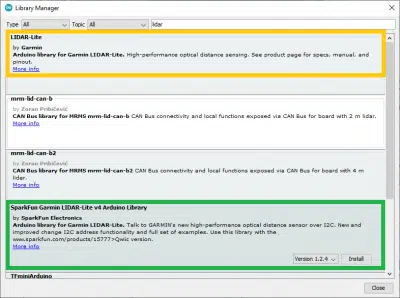 Library Manager
Type All Topic All lidar
LIDAR-Lite
by Garmin
Arduino library for Garmin LIDAR-Lite. High-performance optical distance sensing. See product page for specs, manual, and
pinout.
More info
mrm-lid-can-b
by Zoran Pribičević
CAN Bus library for MRMS mrm-lid-can-b CAN Bus connectivity and local functions exposed via CAN Bus for board with 2 m lidar.
More info
mrm-lid-can-b2
by Zoran Pribičević
CAN Bus library for MRMS mrm-lid-can-b2 CAN Bus connectivity and local functions exposed via CAN Bus for board with 4 m
lidar.
More info
SparkFun Garmin LIDAR-Lite v4 Arduino Library
by SparkFun Electronics
Arduino library for Garmin LIDAR-Lite. Talk to GARMIN's new high-performance optical distance sensor over I2C. New and
improved change I2C address functionality and full set of examples. Use this library with the
www.sparkfun.com/products/15777>Qwiic version.
More info
Version 1.2.4 Install
TFminiArduino
Close